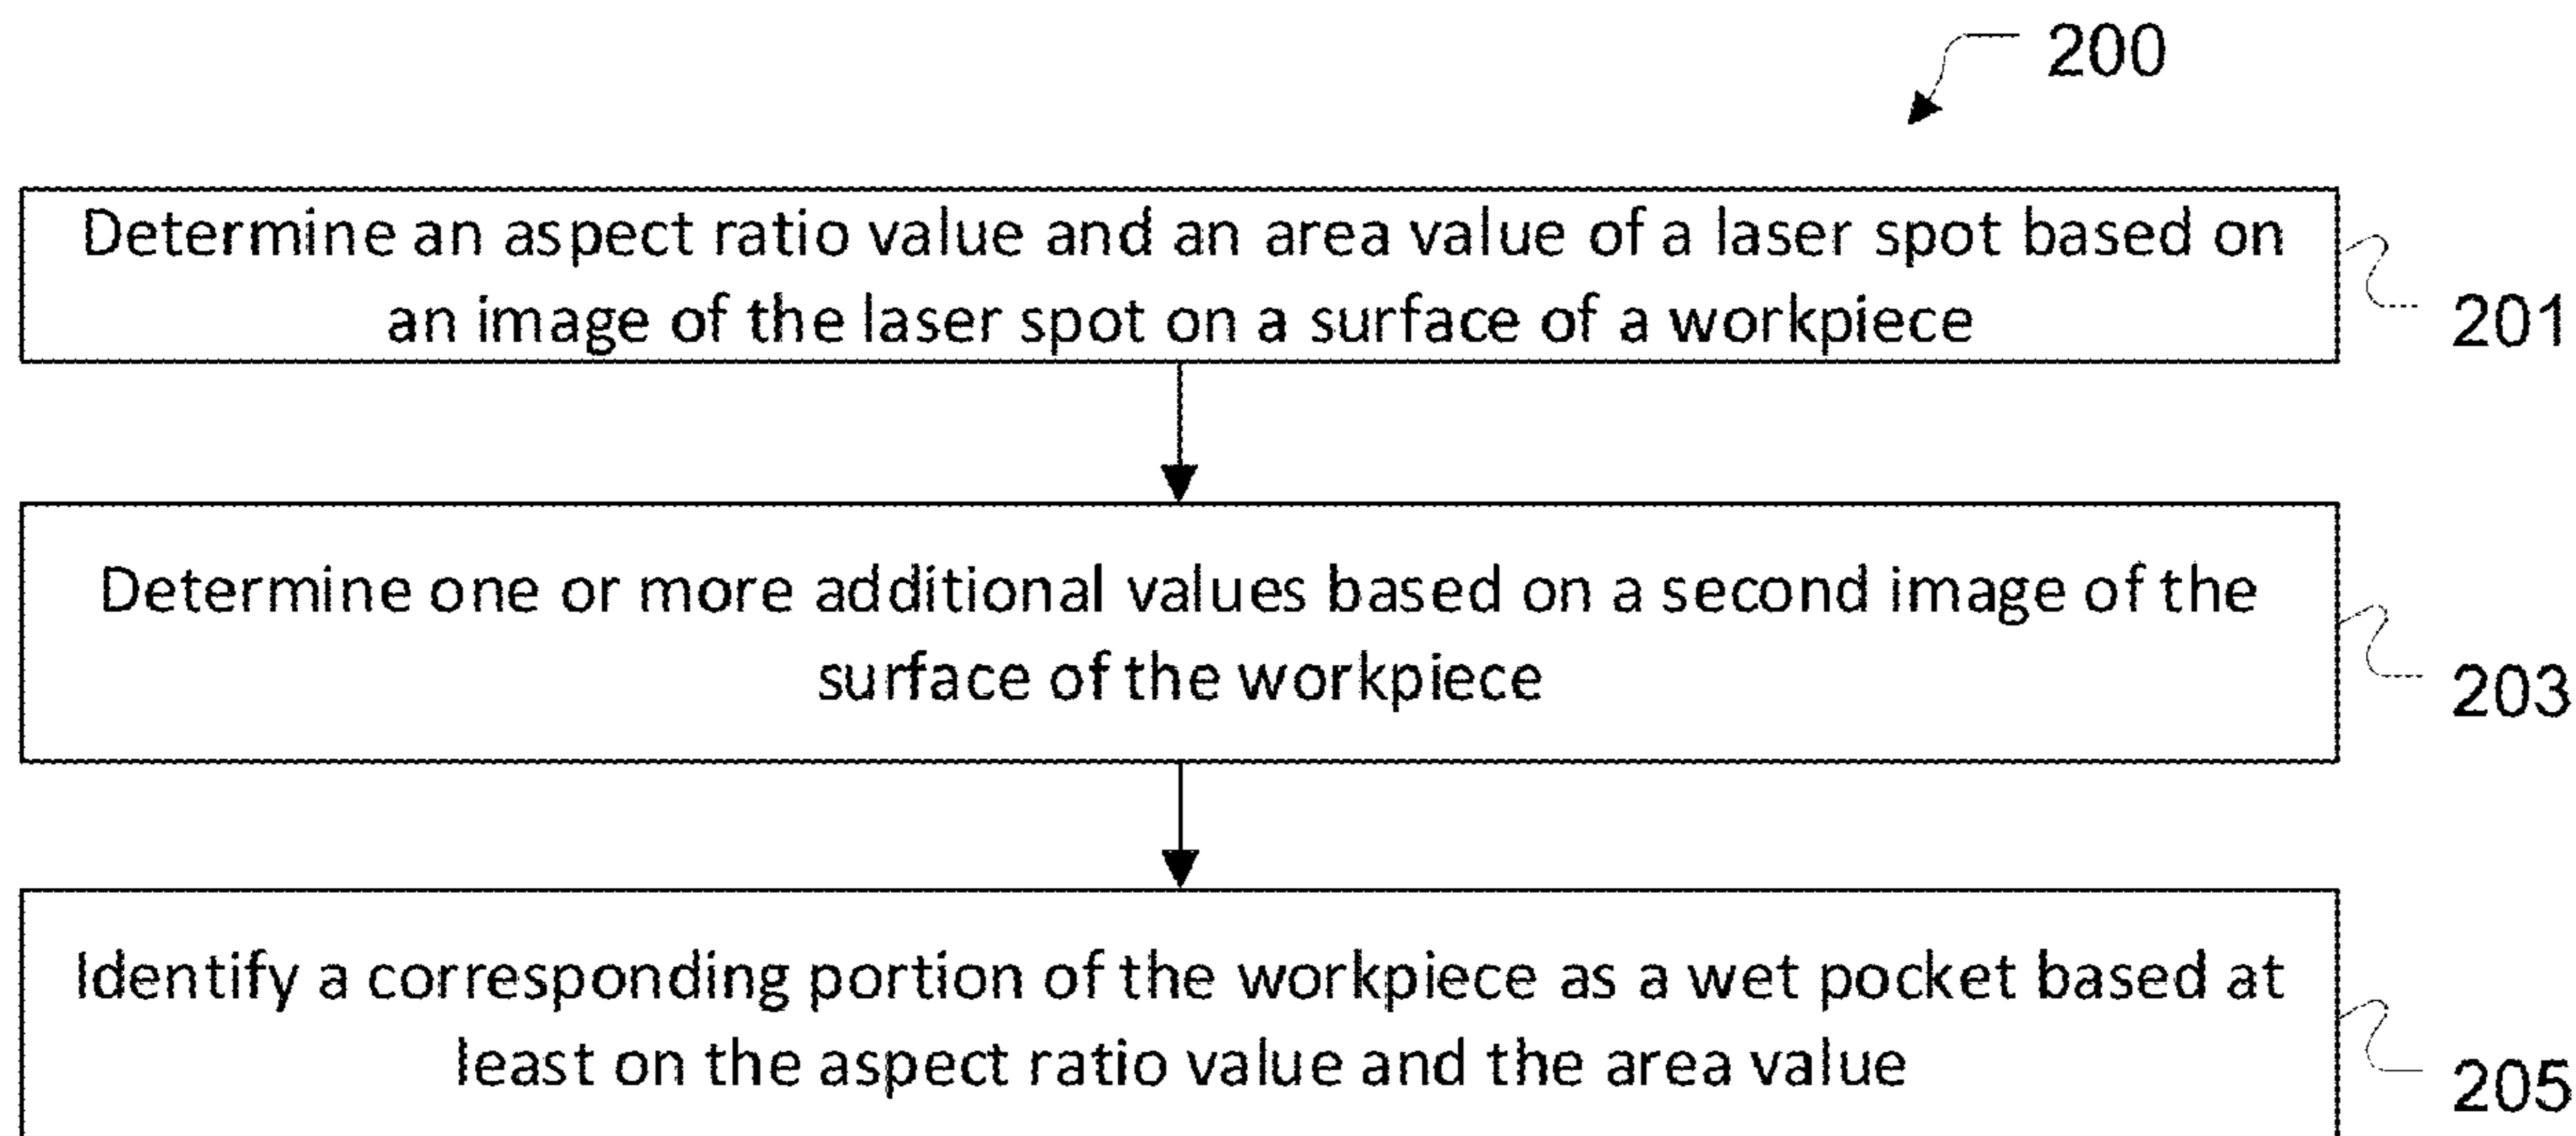 200
Determine an aspect ratio value and an area value of a laser spot based on
an image of the laser spot on a surface of a workpiece
201
Determine one or more additional values based on a second image of the
surface of the workpiece
203
Identify a corresponding portion of the workpiece as a wet pocket based at
least on the aspect ratio value and the area value
205